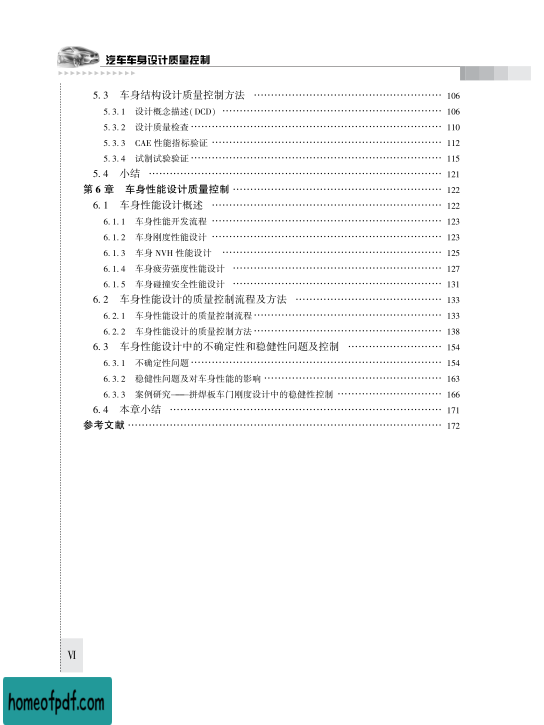 汽车车身设计质量控制
5.3 车身结构设计质量控制方法 …………………………………………… 106
5.3.1 设计概念描述(DCD) …………………………………………… 106
5.3.2 设计质量检查 …………………………………………… 110
5.3.3 CAE 性能指标验证 …………………………………………… 112
5.3.4 试制试验验证 …………………………………………… 115
5.4 小结 …………………………………………… 121
第 6 章 车身性能设计质量控制 …………………………………………… 122
6.1 车身性能设计概述 …………………………………………… 122
6.1.1 车身性能开发流程 …………………………………………… 123
6.1.2 车身刚度性能设计 …………………………………………… 123
6.1.3 车身 NVH 性能设计 …………………………………………… 125
6.1.4 车身疲劳强度性能设计 …………………………………………… 127
6.1.5 车身碰撞安全性能设计 …………………………………………… 131
6.2 车身性能设计的质量控制流程及方法 …………………………………………… 133
6.2.1 车身性能设计的质量控制流程 …………………………………………… 133
6.2.2 车身性能设计的质量控制方法 …………………………………………… 138
6.3 车身性能设计中的不确定性和稳健性问题及控制 …………………………………………… 154
6.3.1 不确定性问题 …………………………………………… 154
6.3.2 稳健性问题及对车身性能的影响 …………………………………………… 163
6.3.3 案例研究——拼焊板车门刚度设计中的稳健性控制 …………………………………………… 166
6.4 本章小结 …………………………………………… 171
参考文献 …………………………………………… 172
Ⅵ
homeofpdf.com